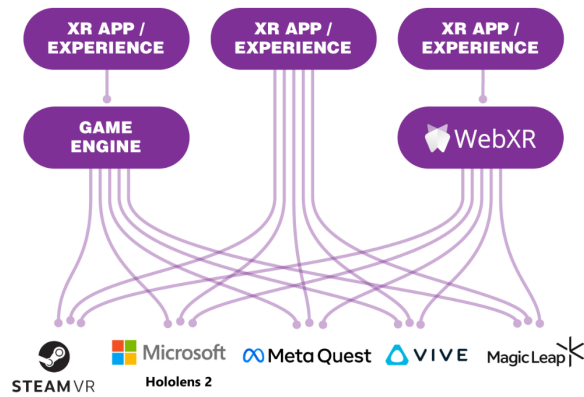 XR APP /
EXPERIENCE
XR APP /
EXPERIENCE
XR APP /
EXPERIENCE
GAME
ENGINE
WebXR
STEAMVR
Microsoft
Hololens 2
Meta Quest
VIVE
Magic Leap